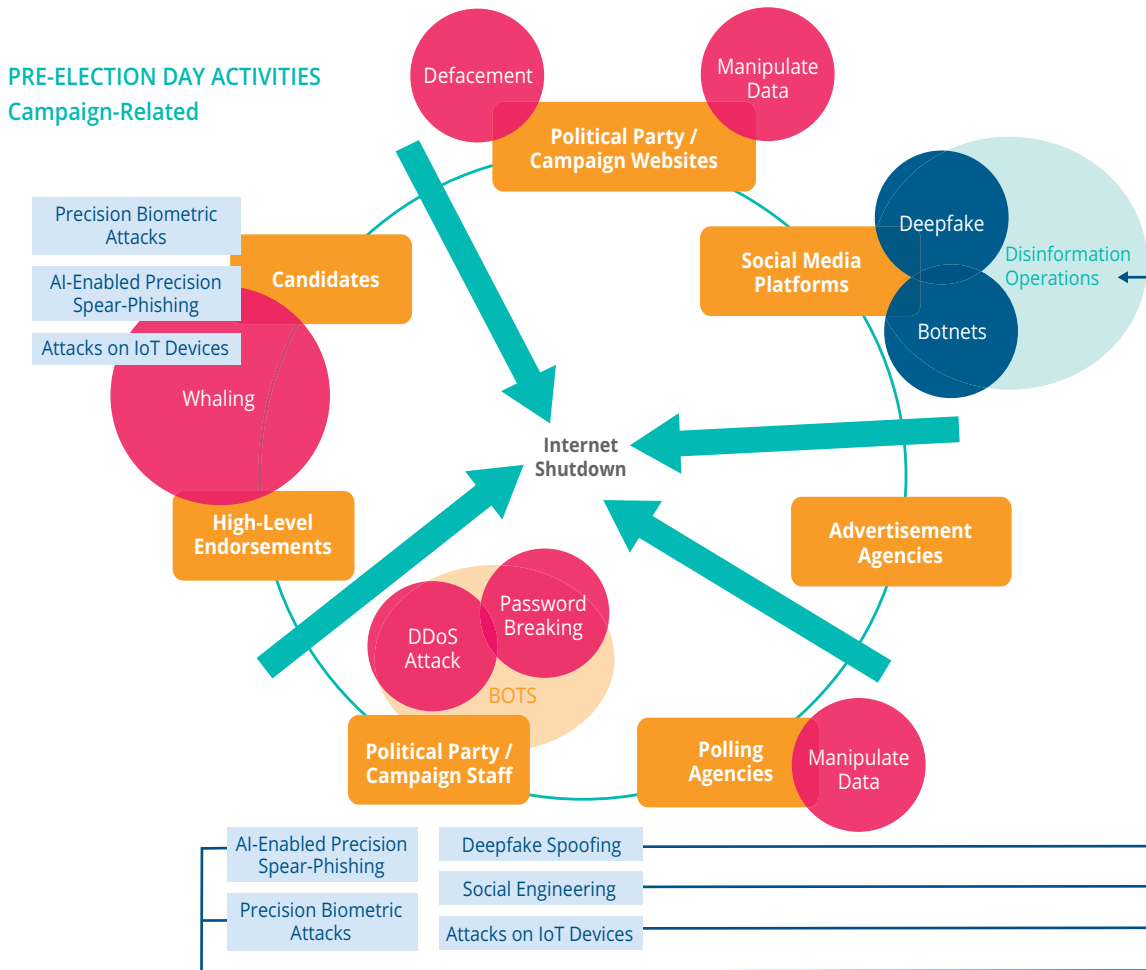 PRE-ELECTION DAY ACTIVITIES
Campaign-Related
Defacement
Manipulate
Data
Political Party /
Campaign Websites
Precision Biometric
Attacks
AI-Enabled Precision
Spear-Phishing
Attacks on IoT Devices
Candidates
Whaling
Social Media
Platforms
Deepfake
Botnets
Disinformation
Operations
Internet
Shutdown
High-Level
Endorsements
Advertisement
Agencies
DDoS
Attack
Password
Breaking
BOTS
Political Party /
Campaign Staff
Polling
Agencies
Manipulate
Data
AI-Enabled Precision
Spear-Phishing
Precision Biometric
Attacks
Deepfake Spoofing
Social Engineering
Attacks on IoT Devices